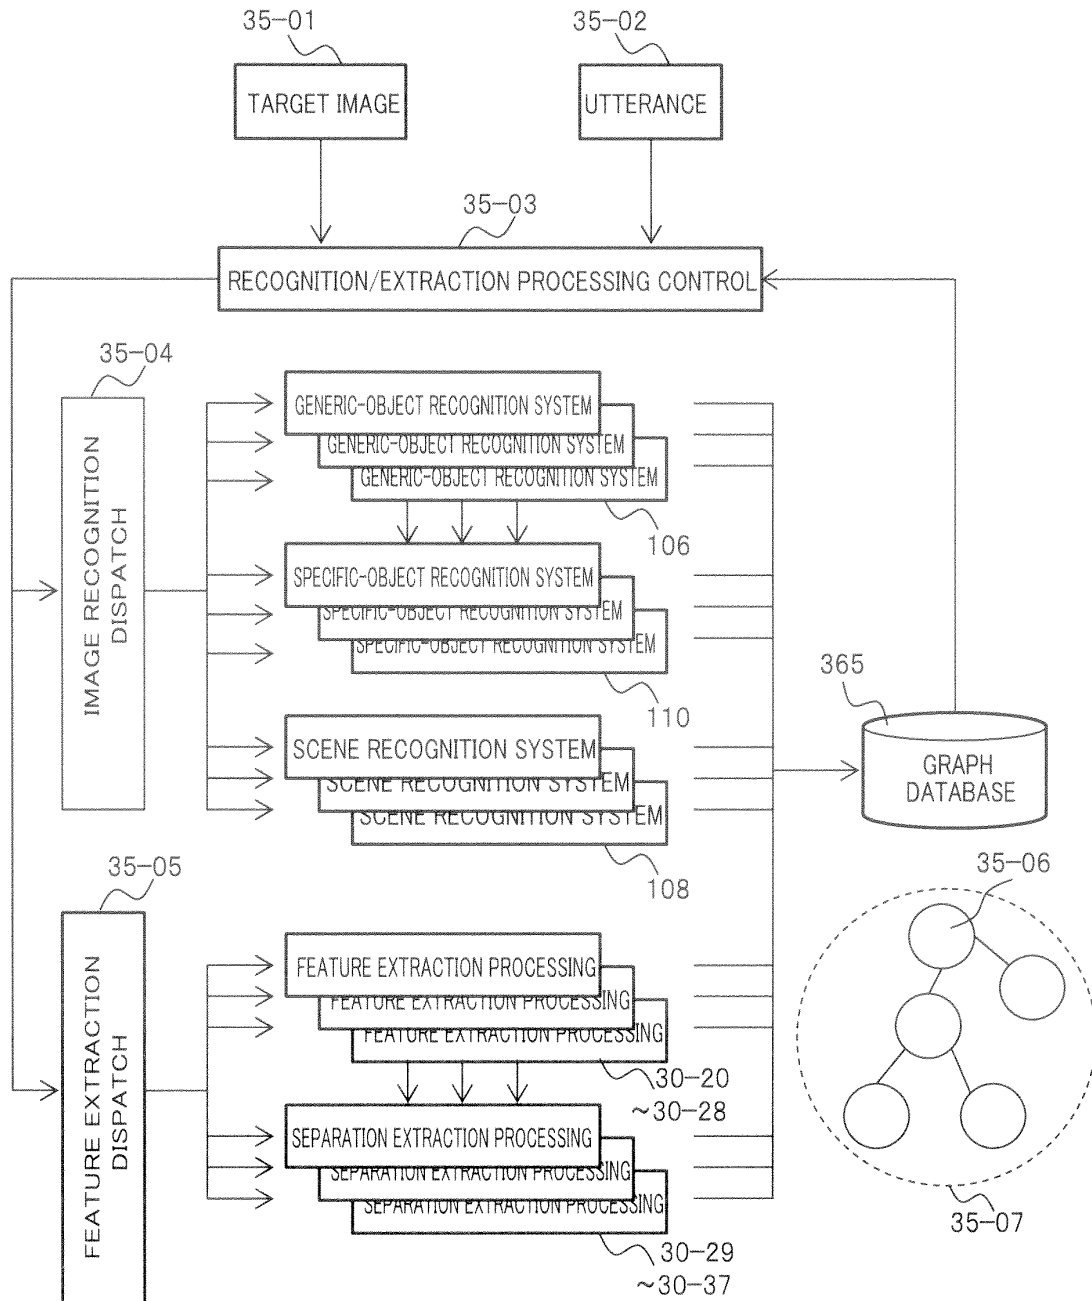 35-01
35-02
TARGET IMAGE
UTTERANCE
35-03
RECOGNITION/EXTRACTION PROCESSING CONTROL
35-04
IMAGE RECOGNITION
DISPATCH
GENERIC-OBJECT RECOGNITION SYSTEM
GENERIC-OBJECT RECOGNITION SYSTEM
GENERIC-OBJECT RECOGNITION SYSTEM
106
SPECIFIC-OBJECT RECOGNITION SYSTEM
SPECIFIC-OBJECT RECOGNITION SYSTEM
SPECIFIC-OBJECT RECOGNITION SYSTEM
110
SCENE RECOGNITION SYSTEM
SCENE RECOGNITION SYSTEM
SCENE RECOGNITION SYSTEM
108
365
GRAPH
DATABASE
35-05
FEATURE EXTRACTION
DISPATCH
FEATURE EXTRACTION PROCESSING
FEATURE EXTRACTION PROCESSING
FEATURE EXTRACTION PROCESSING
30-20
~30-28
SEPARATION EXTRACTION PROCESSING
SEPARATION EXTRACTION PROCESSING
SEPARATION EXTRACTION PROCESSING
30-29
~30-37
35-06
35-07